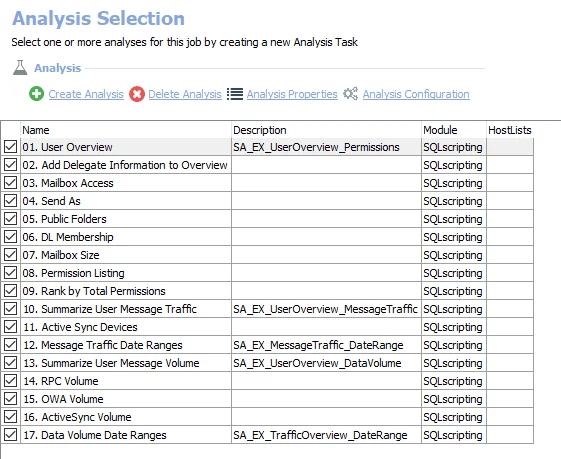 Analysis Selection
Select one or more analyses for this job by creating a new Analysis Task
Analysis
Create Analysis Delete Analysis Analysis Properties Analysis Configuration
Name Description Module HostLists
01. User Overview SA_EX_UserOverview_Permissions SQLscripting
02. Add Delegate Information to Overview SQLscripting
03. Mailbox Access SQLscripting
04. Send As SQLscripting
05. Public Folders SQLscripting
06. DL Membership SQLscripting
07. Mailbox Size SQLscripting
08. Permission Listing SQLscripting
09. Rank by Total Permissions SQLscripting
10. Summarize User Message Traffic SA_EX_UserOverview_MessageTraffic SQLscripting
11. Active Sync Devices SQLscripting
12. Message Traffic Date Ranges SA_EX_MessageTraffic_DateRange SQLscripting
13. Summarize User Message Volume SA_EX_UserOverview_DataVolume SQLscripting
14. RPC Volume SQLscripting
15. OWA Volume SQLscripting
16. ActiveSync Volume SQLscripting
17. Data Volume Date Ranges SA_EX_TrafficOverview_DateRange SQLscripting